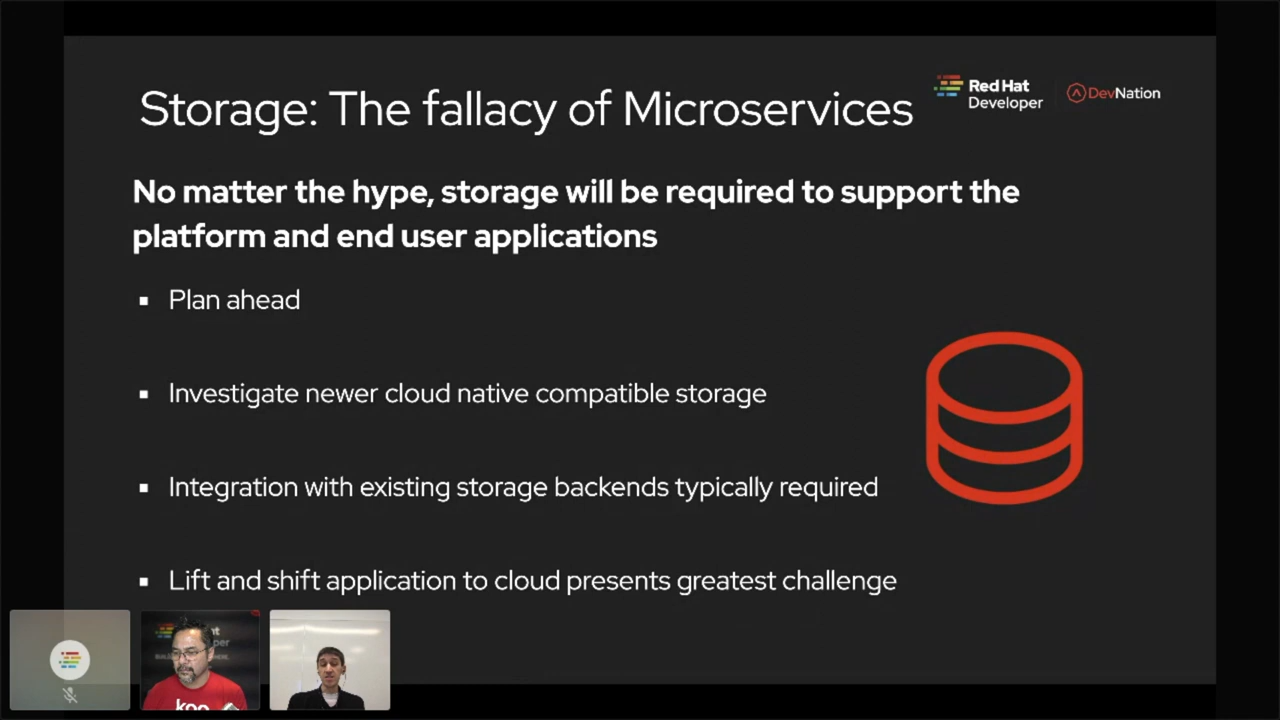 Storage: The fallacy of Microservices
Red Hat
Developer
DevNation
No matter the hype, storage will be required to support the
platform and end user applications
Plan ahead
Investigate newer cloud native compatible storage
Integration with existing storage backends typically required
Lift and shift application to cloud presents greatest challenge